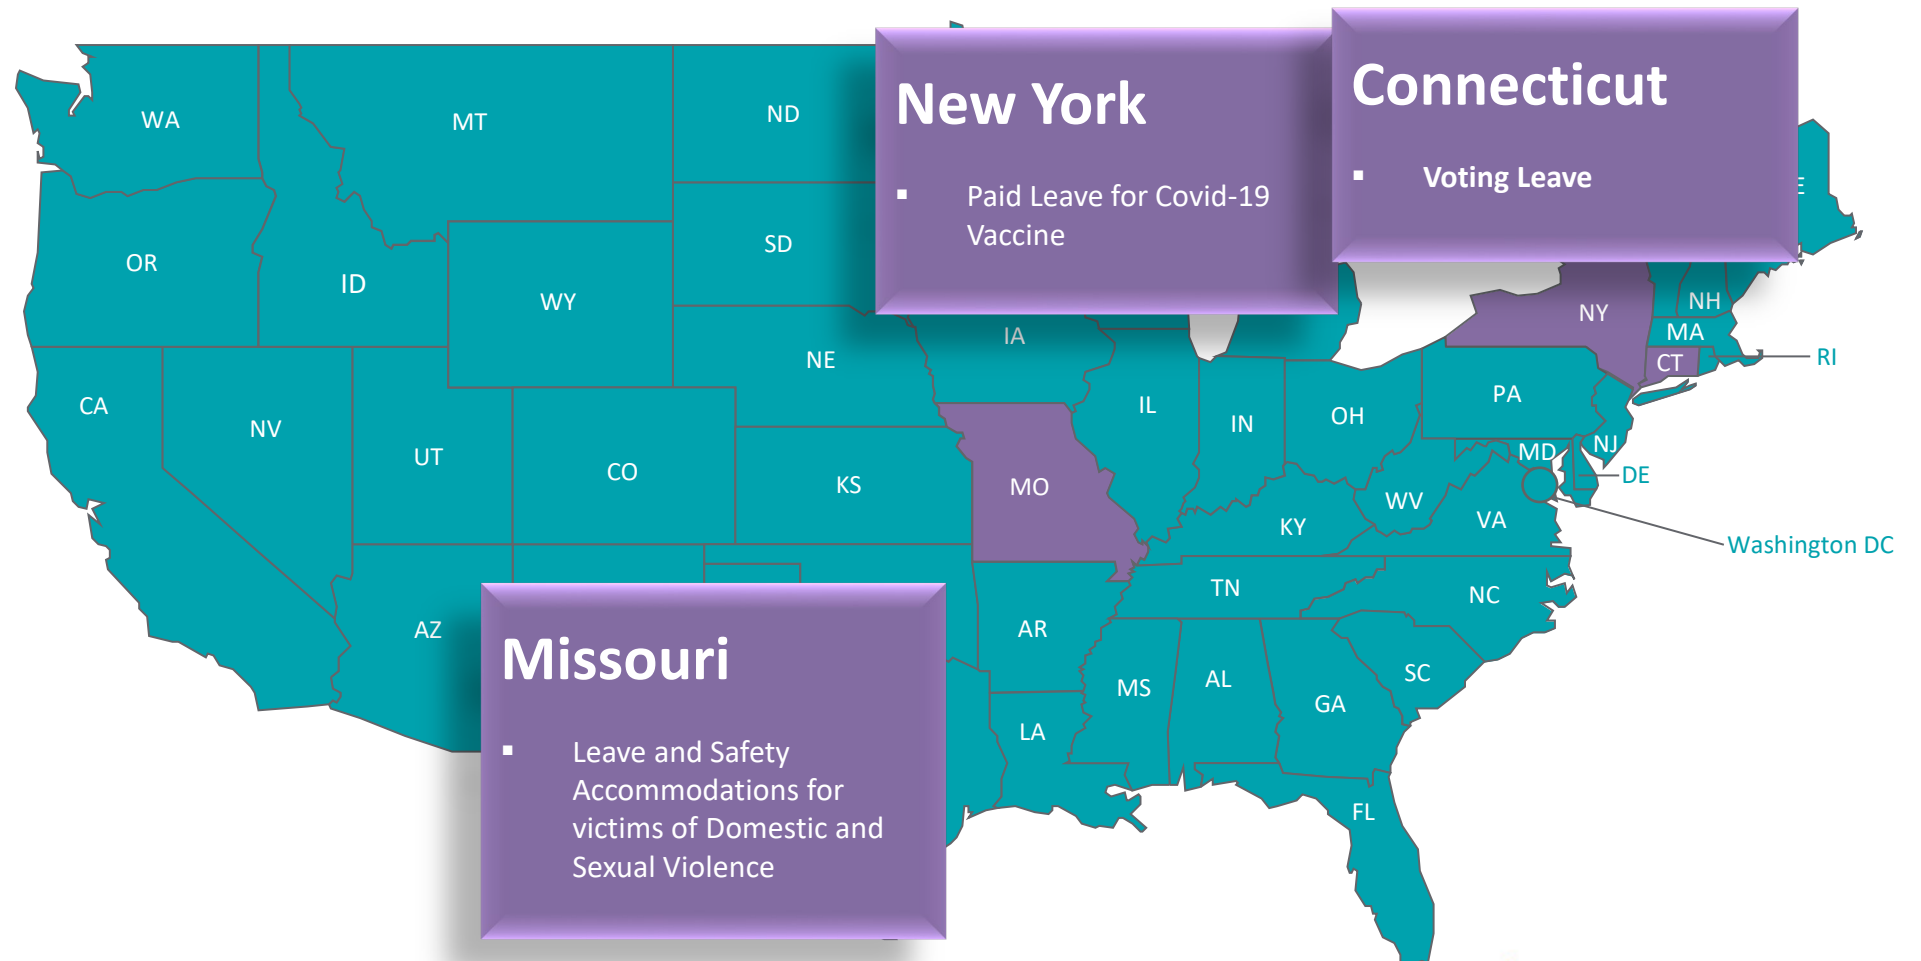 New York
▪ Paid Leave for Covid-19
Vaccine
Connecticut
▪ Voting Leave
Missouri
▪ Leave and Safety
Accommodations for
victims of Domestic and
Sexual Violence
WA
MT
ND
OR
ID
SD
WY
NE
IA
NY
NH
MA
CT
RI
CA
NV
UT
CO
KS
MO
IL
IN
OH
PA
NJ
MD
DE
WV
VA
KY
Washington DC
TN
NC
AZ
AR
SC
MS
AL
GA
LA
FL
E